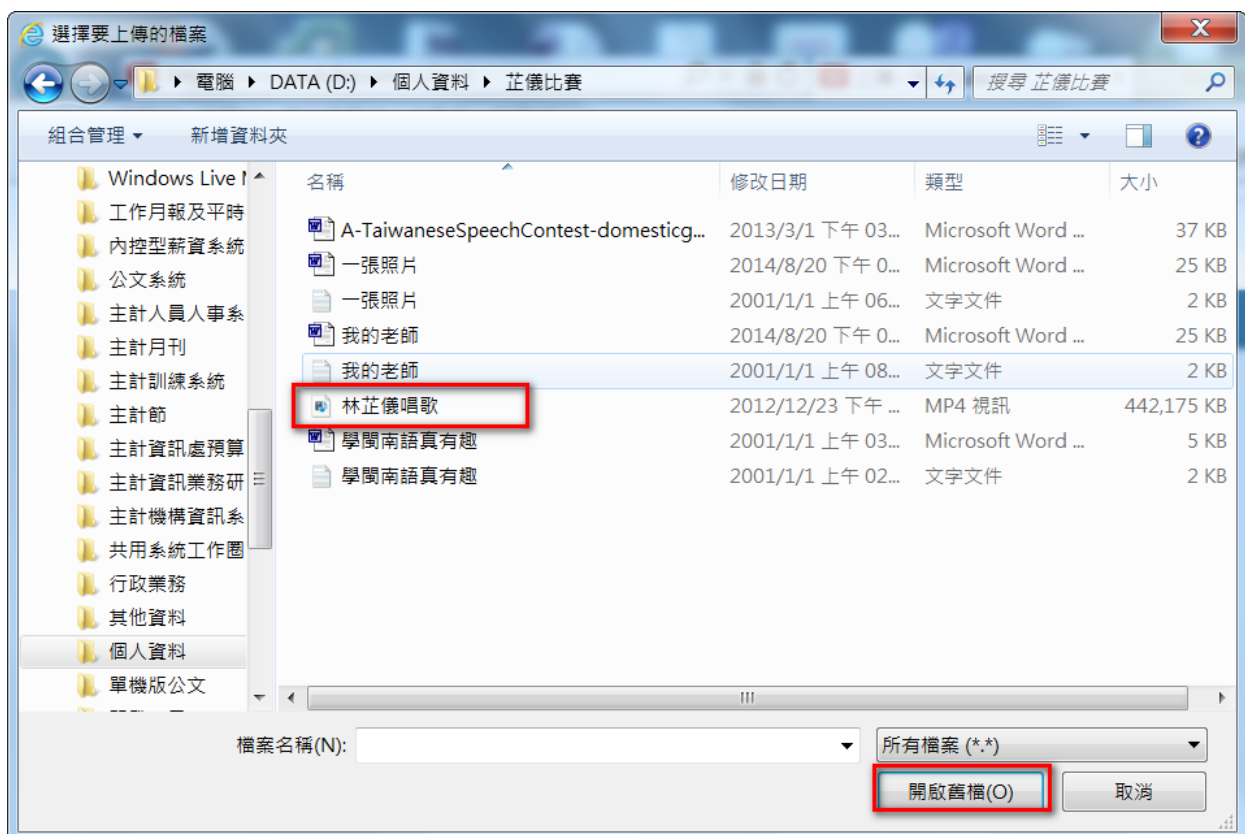 選擇要上傳的檔案
電腦 DATA (D:) 個人資料 芷儀比賽 搜尋 芷儀比賽
組合管理 新增資料夾
名稱 修改日期 類型 大小
Windows Live
工作月報及平時
內控型薪資系統
公文系統
主計人員人事系
主計月刊
主計訓練系統
主計節
主計資訊處預算
主計資訊業務研
主計機構資訊系
共用系統工作圈
行政業務
其他資料
個人資料
單機版公文
A-TaiwaneseSpeechContest-domesticg... 2013/3/1 下午 03... Microsoft Word ... 37 KB
一張照片 2014/8/20 下午 0... Microsoft Word ... 25 KB
一張照片 2001/1/1 上午 06... 文字文件 2 KB
我的老師 2014/8/20 下午 0... Microsoft Word ... 25 KB
我的老師 2001/1/1 上午 08... 文字文件 2 KB
林芷儀唱歌 2012/12/23 下午 ... MP4 視訊 442,175 KB
學閩南語真有趣 2001/1/1 上午 03... Microsoft Word ... 5 KB
學閩南語真有趣 2001/1/1 上午 02... 文字文件 2 KB
檔案名稱(N): 所有檔案 (*.*)
開啟舊檔(O) 取消